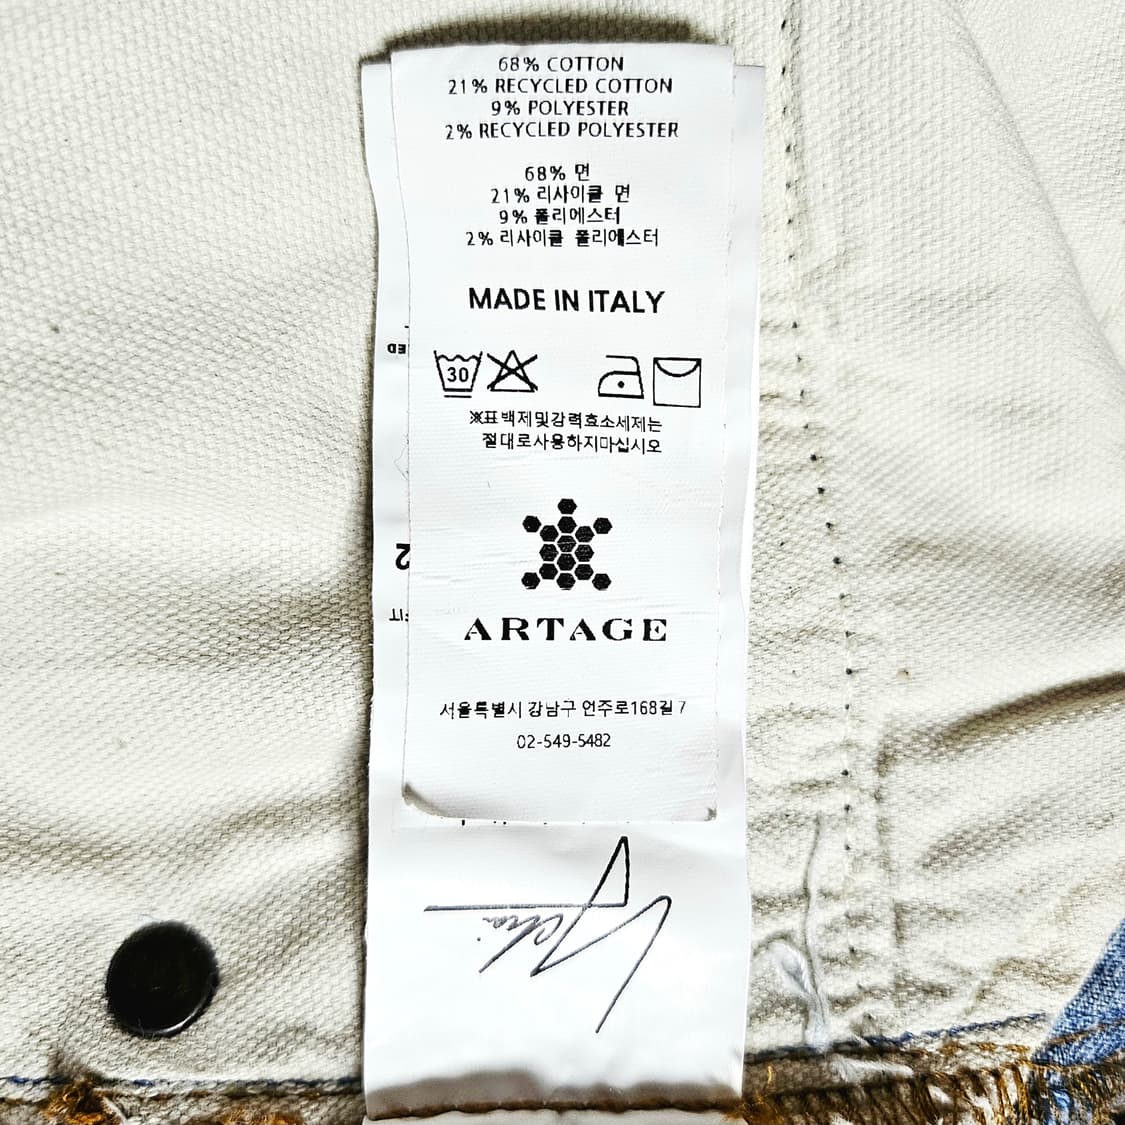 68% COTTON
21% RECYCLED COTTON
9% POLYESTER
2% RECYCLED POLYESTER
68% 면
21% 리사이클 면
9% 폴리에스터
2% 리사이클 폴리에스터
MADE IN ITALY
30
※표백제및강력효소세제는
절대로사용하지마십시오
ARTAGE
서울특별시 강남구 언주로168길 7
02-549-5482